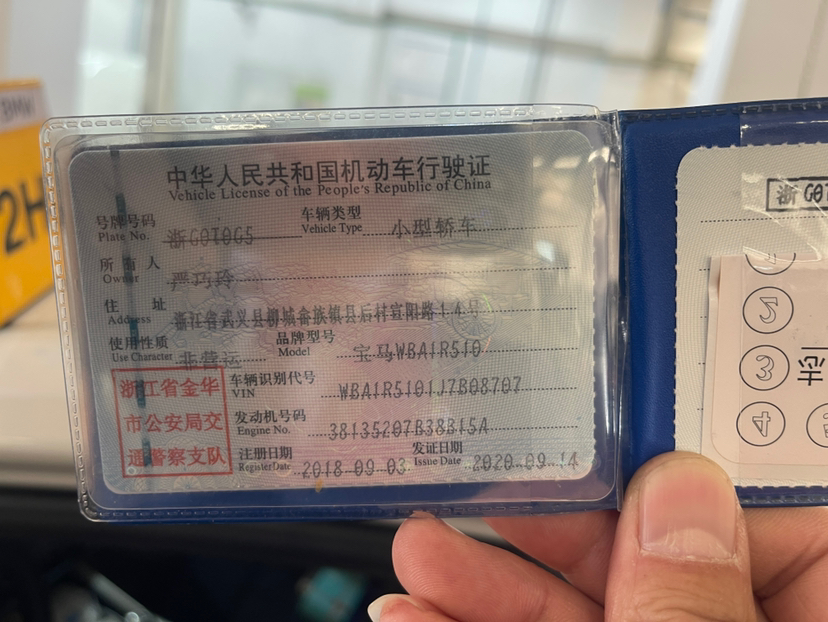 BMW
2H
中华人民共和国机动车行驶证
Vehicle License of the People's Republic of China
号牌号码 浙G0T0G5 车辆类型 小型轿车
Plate No. Vehicle Type
所有人 严巧玲
Owner
住址 浙江省武义县柳城畲族镇县后村宣阳路14号
Address
使用性质 非营运 品牌型号 宝马WBA1R510
Use Character Model
浙江省金华
市公安局交
通警察支队
车辆识别代号 WBA1R5101J7B08707
VIN
发动机号码 38135207B38B15A
Engine No.
注册日期 2018-09-03 发证日期 2020-09-14
Register Date Issue Date
浙G0T
2
3
4